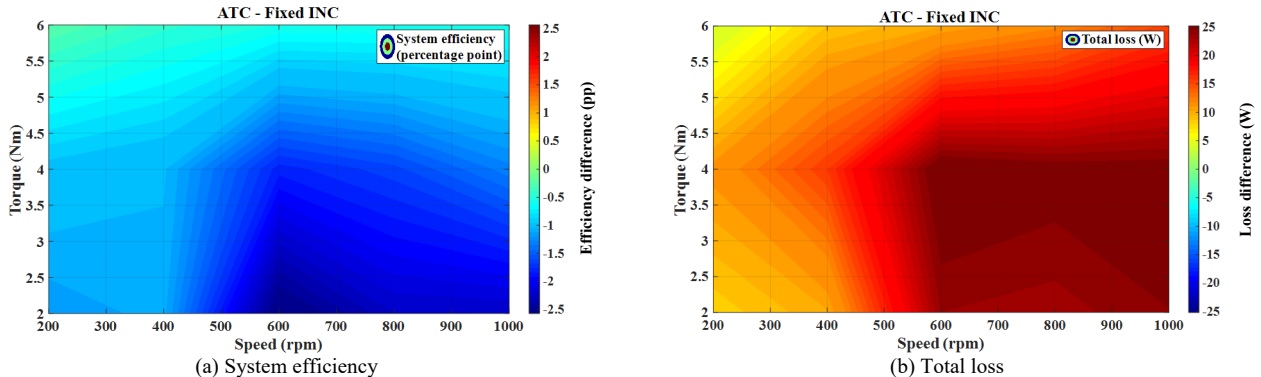 ATC - Fixed INC
System efficiency
(percentage point)
6
5.5
5
4.5
4
3.5
3
2.5
2
Torque (Nm)
200 300 400 500 600 700 800 900 1000
Speed (rpm)
2.5
2
1.5
1
0.5
0
-0.5
-1
-1.5
-2
-2.5
Efficiency difference (pp)
(a) System efficiency
ATC - Fixed INC
Total loss (W)
6
5.5
5
4.5
4
3.5
3
2.5
2
Torque (Nm)
200 300 400 500 600 700 800 900 1000
Speed (rpm)
25
20
15
10
5
0
-5
-10
-15
-20
-25
Loss difference (W)
(b) Total loss